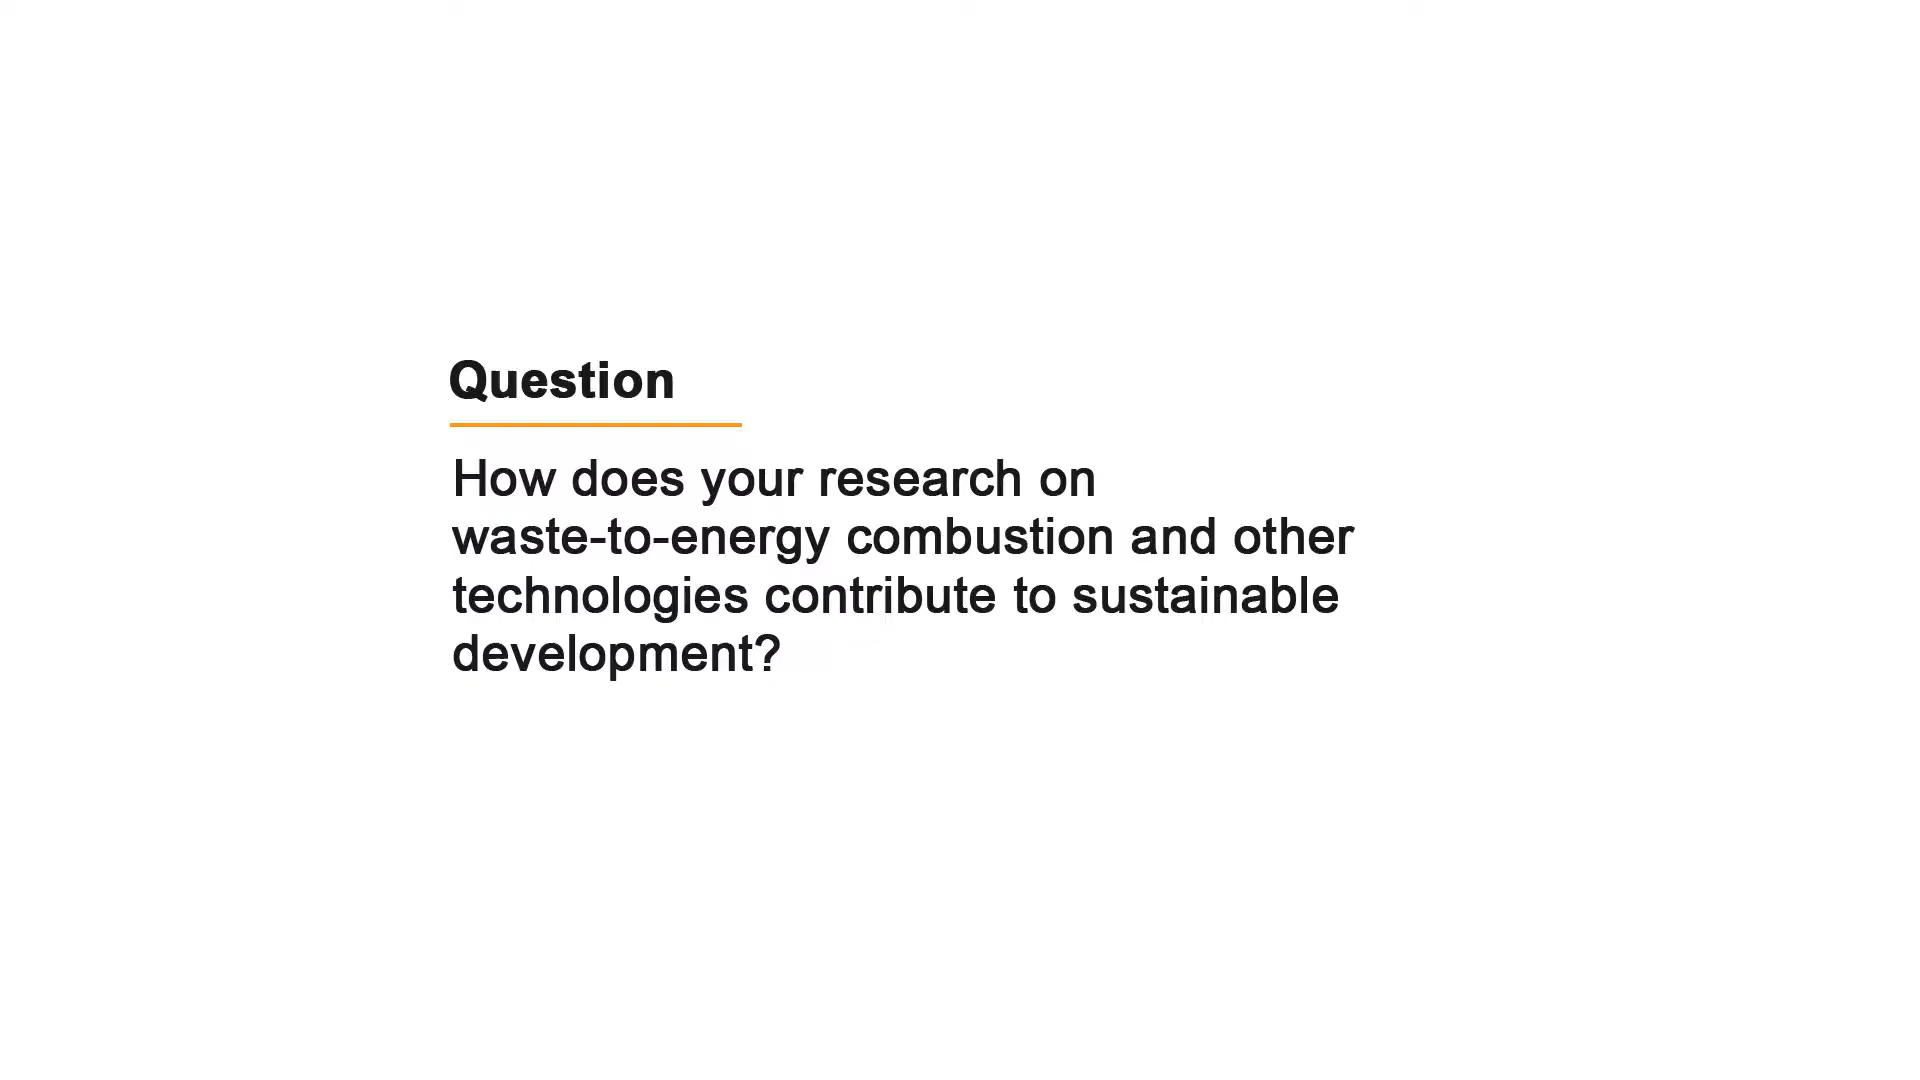 Question
How does your research on
waste-to-energy combustion and other
technologies contribute to sustainable
development?